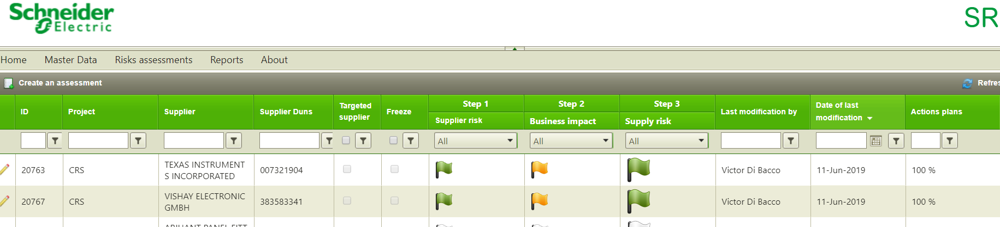 Schneider
Electric
SR
Home Master Data Risks assessments Reports About
Create an assessment Refres
ID Project Supplier Supplier Duns Targeted supplier Freeze Step 1 Supplier risk Step 2 Business impact Step 3 Supply risk Last modification by Date of last modification Actions plans
All All All
20763 CRS TEXAS INSTRUMENT 007321904 Victor Di Bacco 11-Jun-2019 100 %
S INCORPORATED
20767 CRS VISHAY ELECTRONIC 383583341 Victor Di Bacco 11-Jun-2019 100 %
GMBH